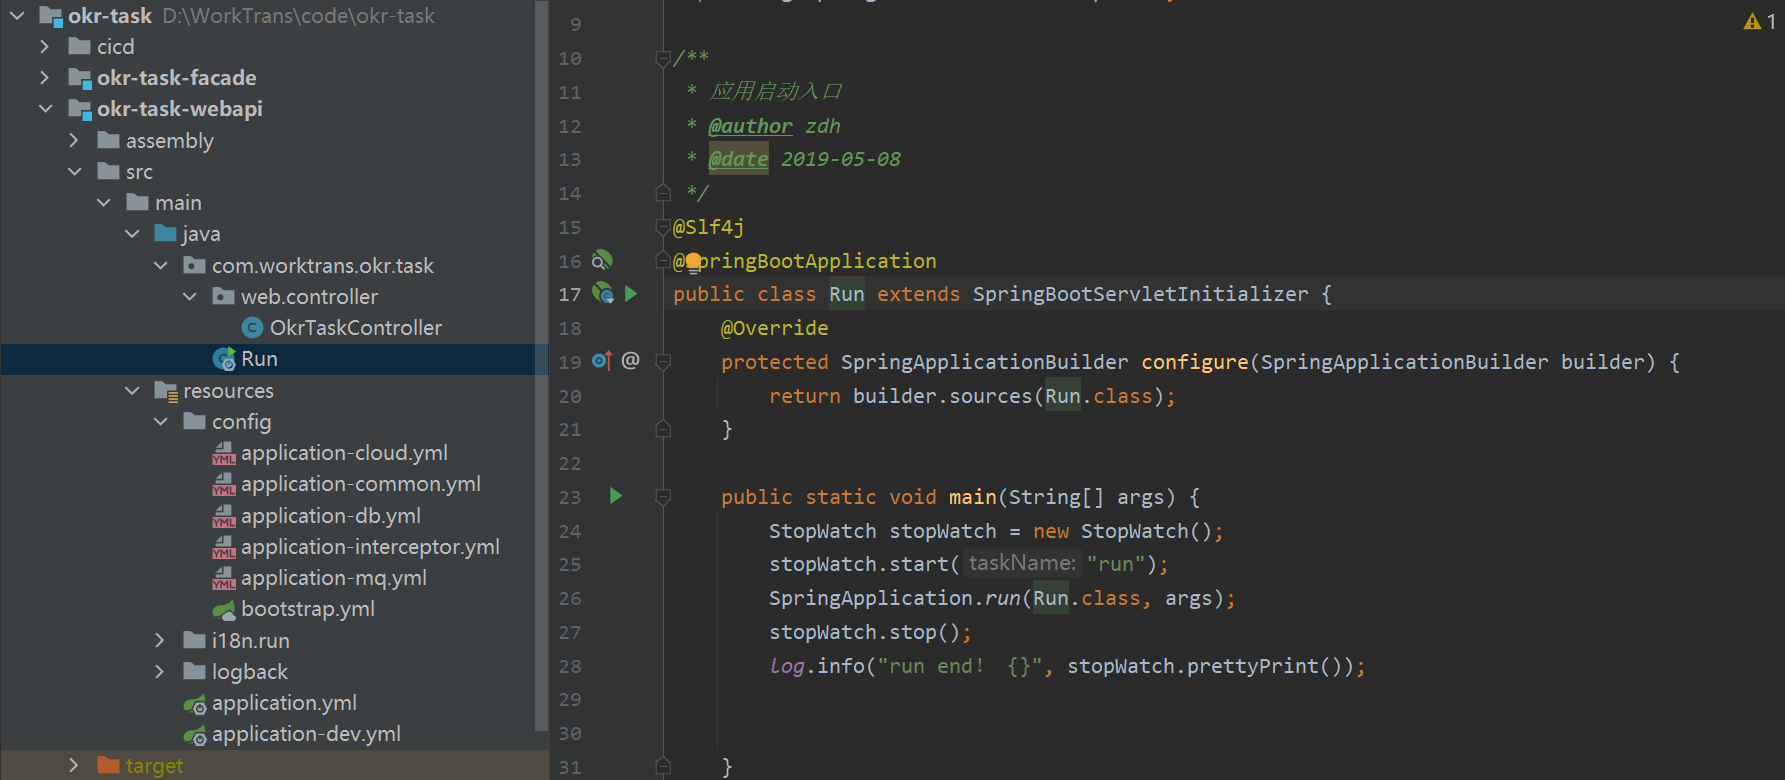 okr-task D:\WorkTrans\code\okr-task
cicd
okr-task-facade
okr-task-webapi
assembly
src
main
java
com.worktrans.okr.task
web.controller
OkrTaskController
Run
resources
config
application-cloud.yml
application-common.yml
application-db.yml
application-interceptor.yml
application-mq.yml
bootstrap.yml
i18n.run
logback
application.yml
application-dev.yml
target
1
9
10 /**
11 * 应用启动入口
12 * @author zdh
13 * @date 2019-05-08
14 */
15 @Slf4j
16 @SpringBootApplication
17 public class Run extends SpringBootServletInitializer {
18 @Override
19 @ protected SpringApplicationBuilder configure(SpringApplicationBuilder builder) {
20 return builder.sources(Run.class);
21 }
22
23 public static void main(String[] args) {
24 StopWatch stopWatch = new StopWatch();
25 stopWatch.start( taskName: "run");
26 SpringApplication.run(Run.class, args);
27 stopWatch.stop();
28 log.info("run end! {}", stopWatch.prettyPrint());
29
30
31 }